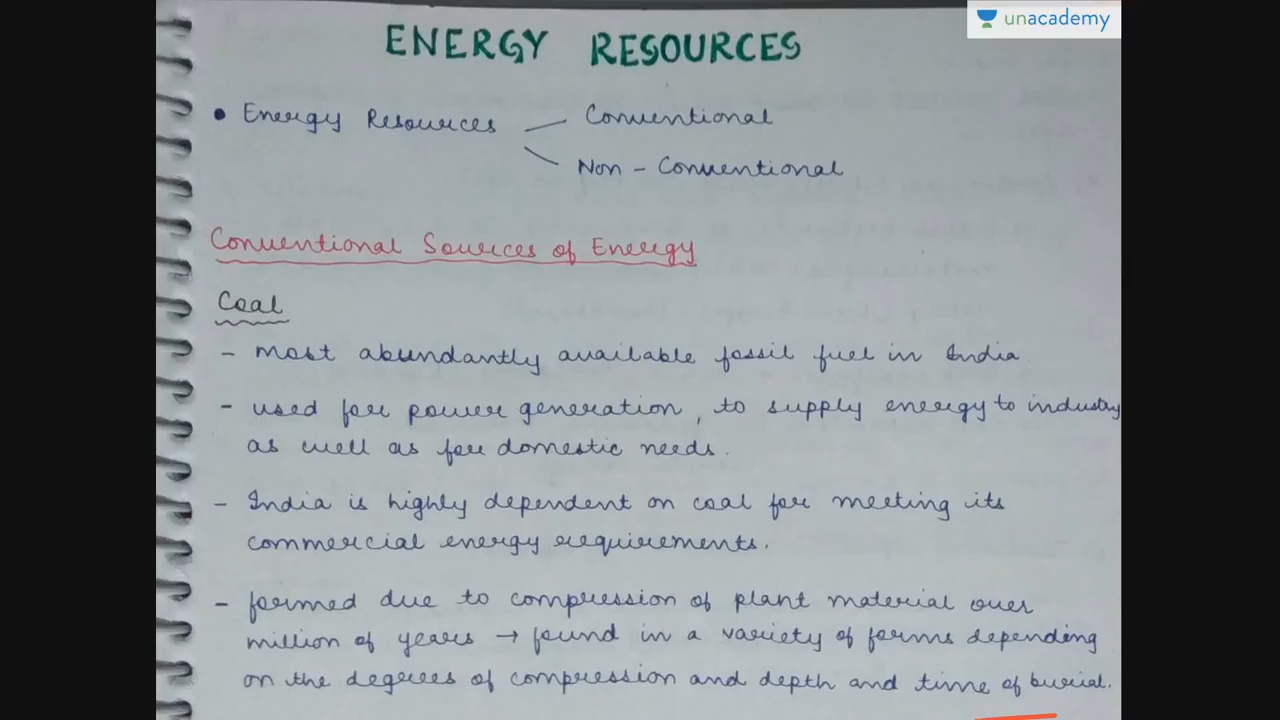 unacademy
ENERGY RESOURCES
• Energy Resources
Conventional
Non - Conventional
Conventional Sources of Energy
Coal
- most abundantly available fossil fuel in India
- used for power generation, to supply energy to industry
as well as for domestic needs.
- India is highly dependent on coal for meeting its
commercial energy requirements.
- formed due to compression of plant material over
million of years → found in a variety of forms depending
on the degrees of compression and depth and time of burial.